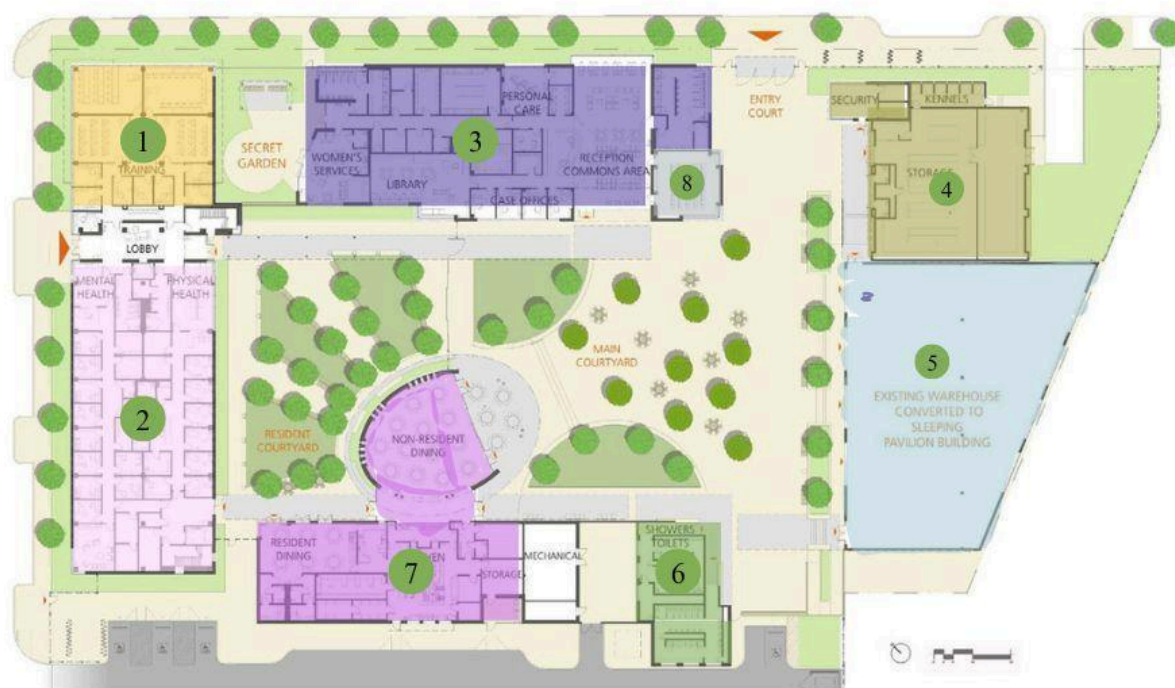 1
TRAINING
LOBBY
MENTAL
HEALTH
PHYSICAL
HEALTH
2
SECRET
GARDEN
WOMEN'S
SERVICES
LIBRARY
3
PERSONAL
CARE
RECEPTION
COMMONS AREA
CASE OFFICES
8
ENTRY
COURT
SECURITY
KENNELS
STORAGE
4
5
EXISTING WAREHOUSE
CONVERTED TO
SLEEPING
PAVILION BUILDING
MAIN
COURTYARD
RESIDENT
COURTYARD
NON-RESIDENT
DINING
RESIDENT
DINING
7
STORAGE
MECHANICAL
SHOWERS
TOILETS
6